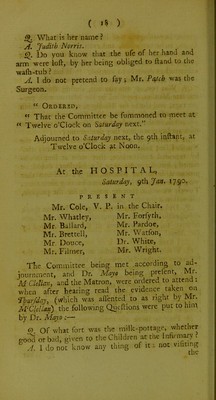 ( 18 )
Q. What is her name?
A. Judith Norris.
Q. Do you know that the use of her hand and
arm were lost, by her being obliged to stand to the
wash-tub?
A. I do not pretend to say; Mr. Patch was the
Surgeon.
" ORDERED,
" That the Committee be summoned to meet at
" Twelve o'Clock on Saturday next."
Adjourned to Saturday next, the 9th instant, at
Twelve o'Clock at Noon.
At the HOSPITAL,
Saturday, 9th Jan. 1790.
PRESENT
Mr. Cole, V. P. in the Chair.
Mr. Whatley, Mr. Forsyth,
Mr. Ballard, Mr. Pardoe,
Mr. Brettell, Mr. Watson,
Mr. Douce, Dr. White,
Mr. Filmer, Mr. Wright.
The Committee being met according to ad-
journment, and Dr. Mayo being present, Mr.
M'Clellan, and the Matron, were ordered to attend;
when after hearing read the evidence taken on
Thursday, (which was assented to as right by Mr.
M'Clellan) the following Questions were put to him
by Dr. Mayo:—
Q. Of what sort was the milk-pottage, whether
good or bad, given to the Children at the Infirmary?
A. I do not know any thing of it: not visiting
the